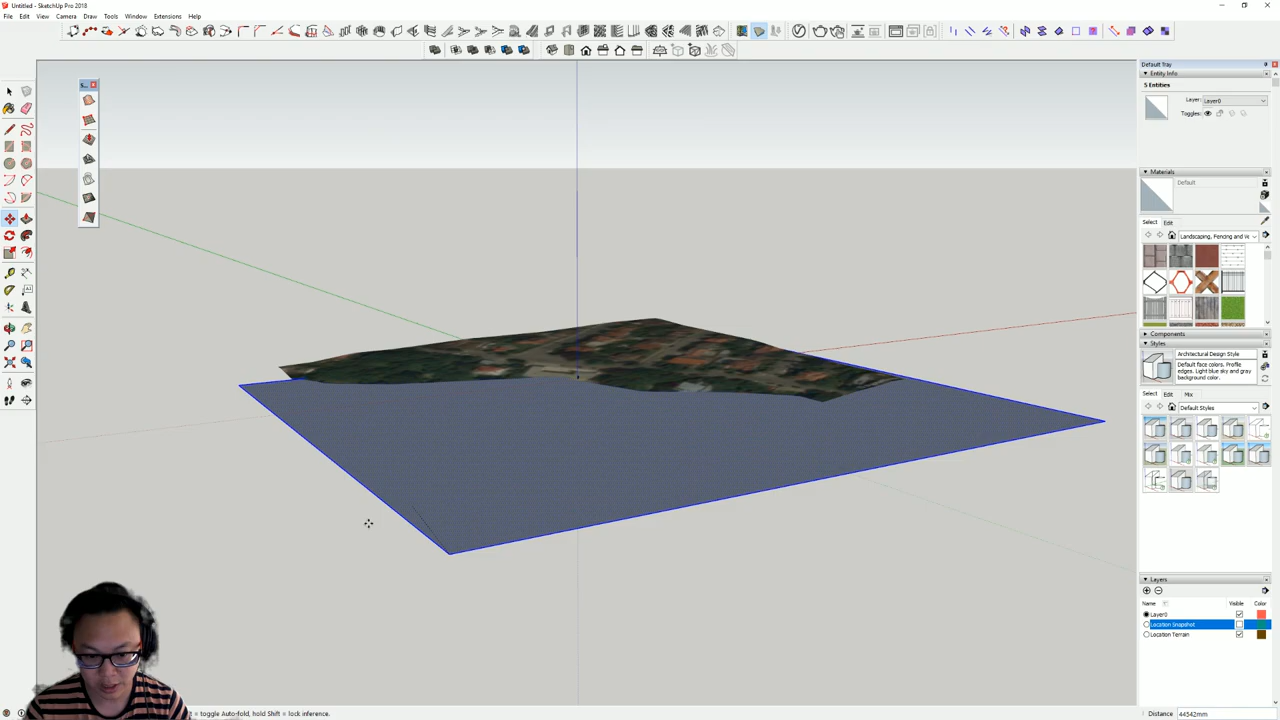 Untitled - SketchUp Pro 2018
File Edit View Camera Draw Tools Window Extensions Help
S...
Default Tray
Entity Info
5 Entities
Layer: Layer0
Toggles:
Materials
Default
Select Edit
Landscaping, Fencing and Ve
Components
Styles
Architectural Design Style
Default face colors. Profile
edges. Light blue sky and gray
background color.
Select Edit Mix
Default Styles
Layers
Name Visible Color
Layer0
Location Snapshot
Location Terrain
= toggle Auto-fold, hold Shift = lock inference.
Distance 44542mm